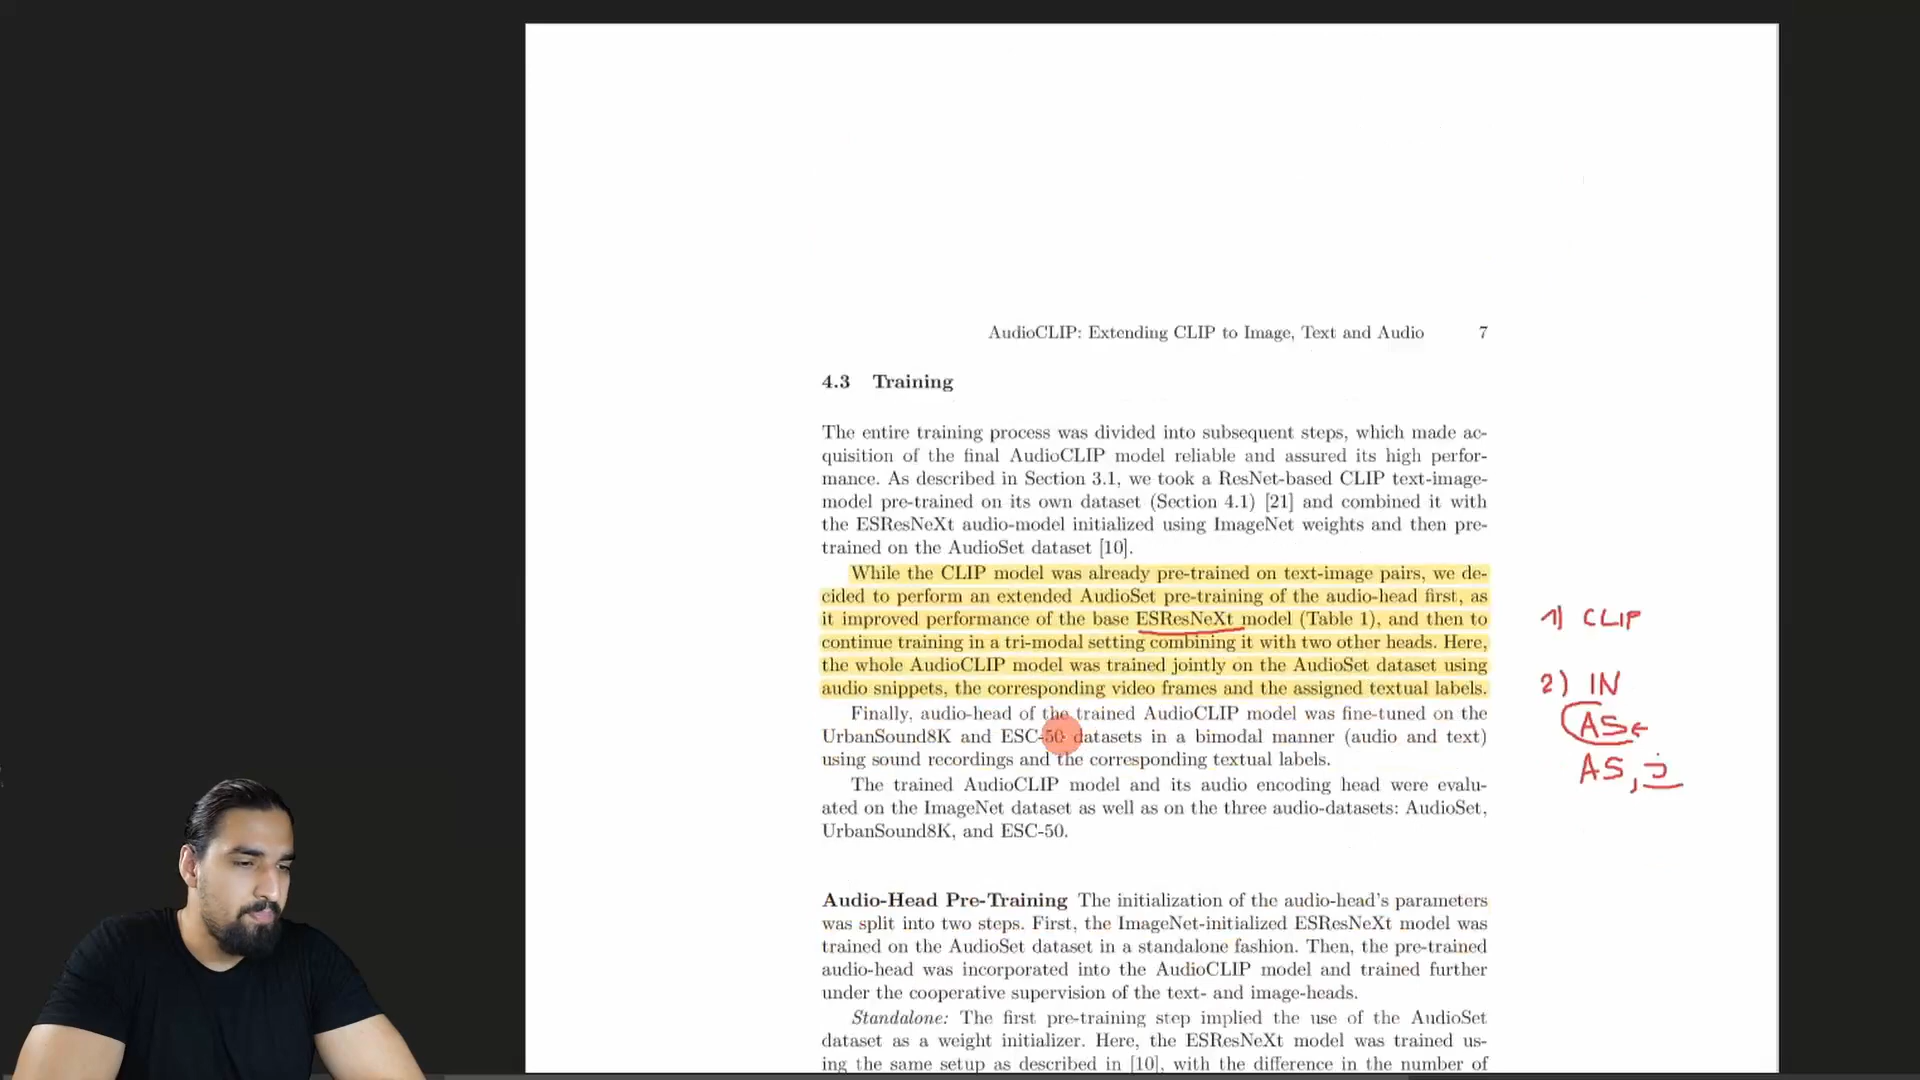 AudioCLIP: Extending CLIP to Image, Text and Audio 7
4.3 Training
The entire training process was divided into subsequent steps, which made ac-
quisition of the final AudioCLIP model reliable and assured its high perfor-
mance. As described in Section 3.1, we took a ResNet-based CLIP text-image-
model pre-trained on its own dataset (Section 4.1) [21] and combined it with
the ESResNeXt audio-model initialized using ImageNet weights and then pre-
trained on the AudioSet dataset [10].
While the CLIP model was already pre-trained on text-image pairs, we de-
cided to perform an extended AudioSet pre-training of the audio-head first, as
it improved performance of the base ESResNeXt model (Table 1), and then to
continue training in a tri-modal setting combining it with two other heads. Here,
the whole AudioCLIP model was trained jointly on the AudioSet dataset using
audio snippets, the corresponding video frames and the assigned textual labels.
Finally, audio-head of the trained AudioCLIP model was fine-tuned on the
UrbanSound8K and ESC-50 datasets in a bimodal manner (audio and text)
using sound recordings and the corresponding textual labels.
The trained AudioCLIP model and its audio encoding head were evalu-
ated on the ImageNet dataset as well as on the three audio-datasets: AudioSet,
UrbanSound8K, and ESC-50.
Audio-Head Pre-Training The initialization of the audio-head's parameters
was split into two steps. First, the ImageNet-initialized ESResNeXt model was
trained on the AudioSet dataset in a standalone fashion. Then, the pre-trained
audio-head was incorporated into the AudioCLIP model and trained further
under the cooperative supervision of the text- and image-heads.
Standalone: The first pre-training step implied the use of the AudioSet
dataset as a weight initializer. Here, the ESResNeXt model was trained us-
ing the same setup as described in [10], with the difference in the number of
1) CLIP
2) IN
AS
AS, j